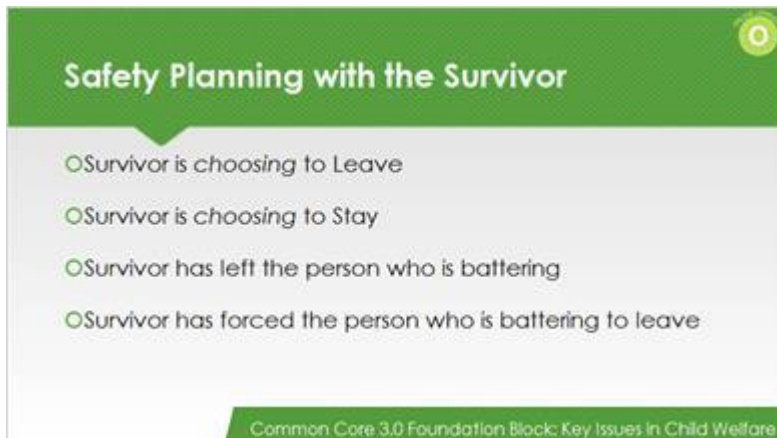 Safety Planning with the Survivor
Survivor is choosing to Leave
Survivor is choosing to Stay
Survivor has left the person who is battering
Survivor has forced the person who is battering to leave
Common Core 3.0 Foundation Block: Key Issues in Child Welfare